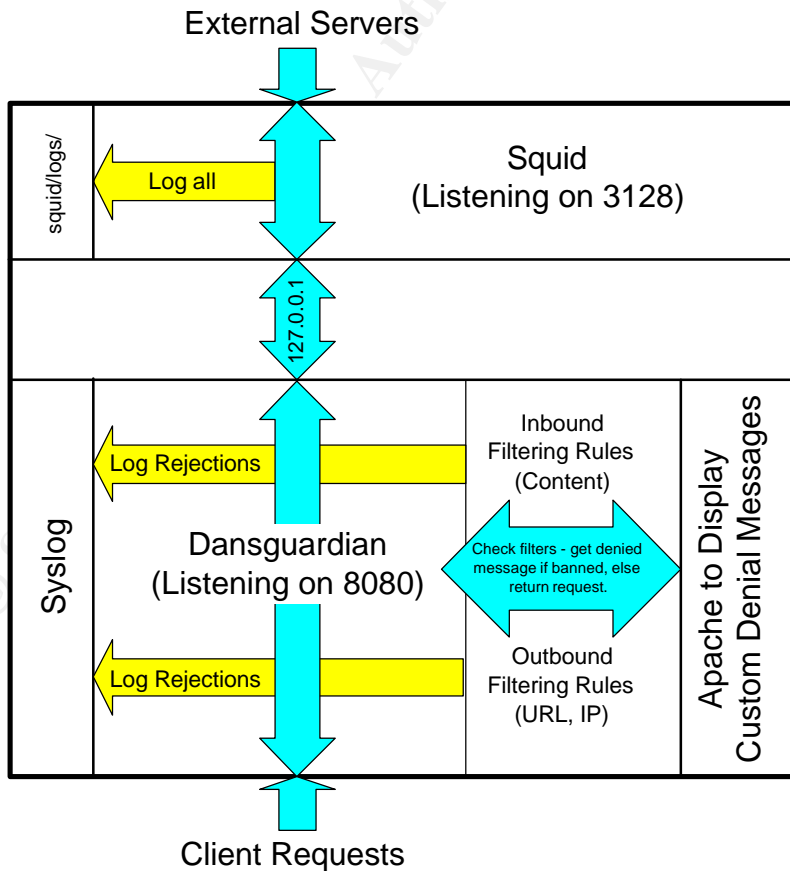 External Servers
squid/logs/
Log all
Squid
(Listening on 3128)
127.0.0.1
Syslog
Log Rejections
Inbound
Filtering Rules
(Content)
Dansguardian
(Listening on 8080)
Check filters - get denied
message if banned, else
return request.
Log Rejections
Outbound
Filtering Rules
(URL, IP)
Apache to Display
Custom Denial Messages
Client Requests